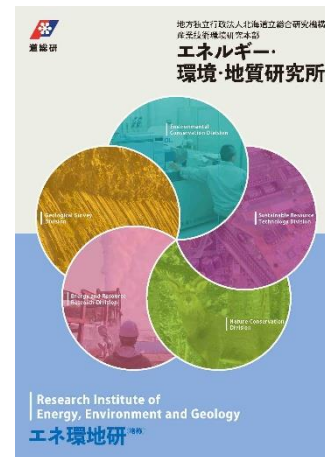 道総研
地方独立行政法人北海道立総合研究機構
産業技術環境研究本部
エネルギー・
環境・地質研究所
Environmental
Conservation Division
Geological Survey
Division
Sustainable Resource
Technology Division
Energy and Resource
Research Division
Nature Conservation
Division
Research Institute of
Energy, Environment and Geology
エネ環地研(略称)